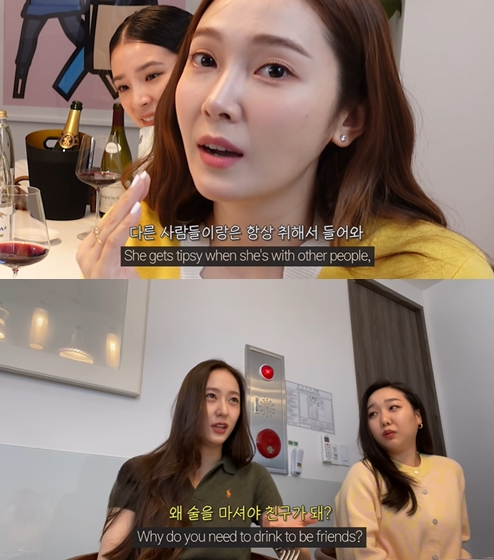 다른 사람들이랑은 항상 취해서 들어와
She gets tipsy when she's with other people,
왜 술을 마셔야 친구가 돼?
Why do you need to drink to be friends?